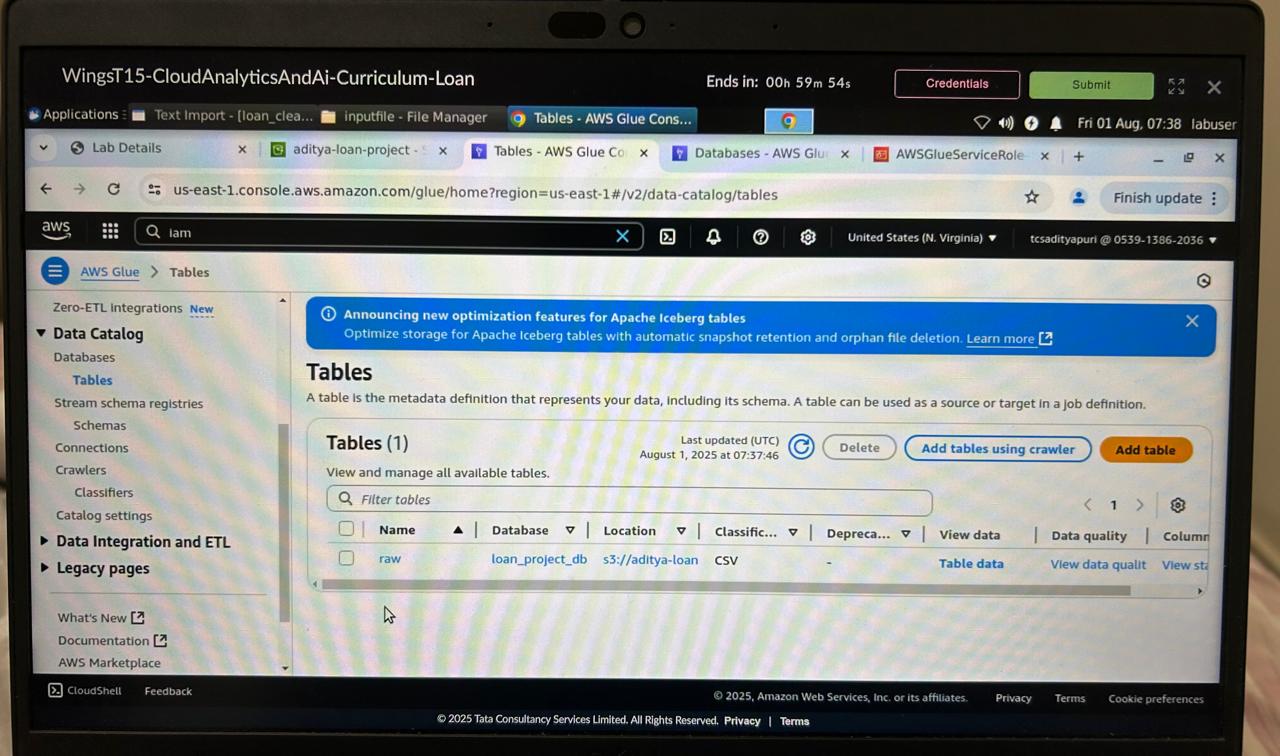 WingsT15-CloudAnalyticsAndAi-Curriculum-Loan
Ends in: 00h 59m 54s
Credentials
Submit
Applications
Text Import - [loan_clea...
inputfile - File Manager
Tables - AWS Glue Cons...
Fri 01 Aug, 07:38 labuser
Lab Details
aditya-loan-project -
Tables - AWS Glue Co
Databases - AWS Glu
AWSGlueServiceRole
us-east-1.console.aws.amazon.com/glue/home?region=us-east-1#/v2/data-catalog/tables
Finish update
aws
iam
United States (N. Virginia)
tcsadityapuri @ 0539-1386-2036
AWS Glue > Tables
Zero-ETL integrations New
Data Catalog
Databases
Tables
Stream schema registries
Schemas
Connections
Crawlers
Classifiers
Catalog settings
Data Integration and ETL
Legacy pages
What's New
Documentation
AWS Marketplace
Announcing new optimization features for Apache Iceberg tables
Optimize storage for Apache Iceberg tables with automatic snapshot retention and orphan file deletion. Learn more
Tables
A table is the metadata definition that represents your data, including its schema. A table can be used as a source or target in a job definition.
Tables (1)
Last updated (UTC)
August 1, 2025 at 07:37:46
Delete
Add tables using crawler
Add table
View and manage all available tables.
Filter tables
1
Name Database Location Classific... Depreca... View data Data quality Column
raw loan_project_db s3://aditya-loan CSV - Table data View data qualit View sta
CloudShell Feedback
© 2025, Amazon Web Services, Inc. or its affiliates. Privacy Terms Cookie preferences
© 2025 Tata Consultancy Services Limited. All Rights Reserved. Privacy | Terms